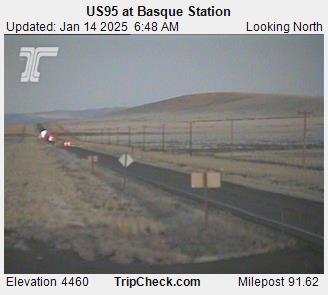 US95 at Basque Station
Updated: Jan 14 2025 6:48 AM Looking North
Elevation 4460 TripCheck.com Milepost 91.62